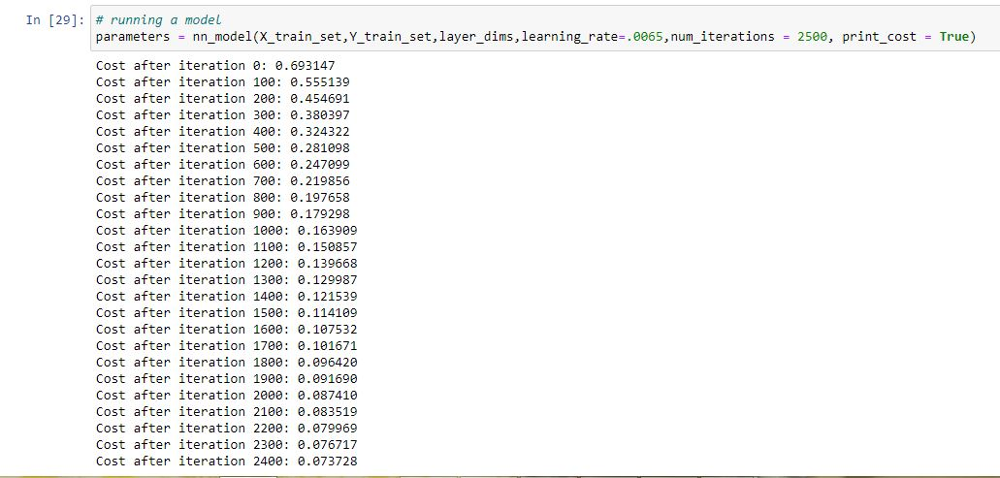 In [29]: # running a model
parameters = nn_model(X_train_set,Y_train_set,layer_dims,learning_rate=.0065,num_iterations = 2500, print_cost = True)
Cost after iteration 0: 0.693147
Cost after iteration 100: 0.555139
Cost after iteration 200: 0.454691
Cost after iteration 300: 0.380397
Cost after iteration 400: 0.324322
Cost after iteration 500: 0.281098
Cost after iteration 600: 0.247099
Cost after iteration 700: 0.219856
Cost after iteration 800: 0.197658
Cost after iteration 900: 0.179298
Cost after iteration 1000: 0.163909
Cost after iteration 1100: 0.150857
Cost after iteration 1200: 0.139668
Cost after iteration 1300: 0.129987
Cost after iteration 1400: 0.121539
Cost after iteration 1500: 0.114109
Cost after iteration 1600: 0.107532
Cost after iteration 1700: 0.101671
Cost after iteration 1800: 0.096420
Cost after iteration 1900: 0.091690
Cost after iteration 2000: 0.087410
Cost after iteration 2100: 0.083519
Cost after iteration 2200: 0.079969
Cost after iteration 2300: 0.076717
Cost after iteration 2400: 0.073728